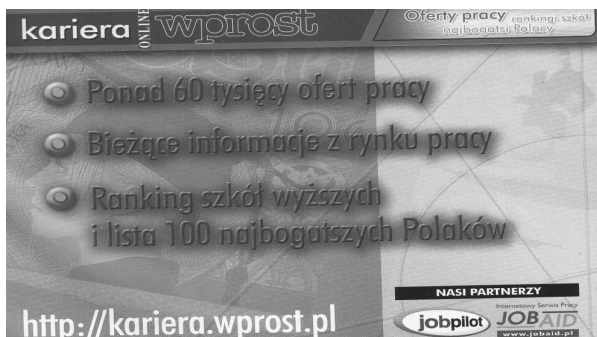 kariera ONLINE wprost
Oferty pracy rankingi szkół
najbogatsi Polacy
Ponad 60 tysięcy ofert pracy
Bieżące informacje z rynku pracy
Ranking szkół wyższych
i lista 100 najbogatszych Polaków
NASI PARTNERZY
Internetowy Serwis Pracy
jobpilot JOBAID
www.jobaid.pl
http://kariera.wprost.pl